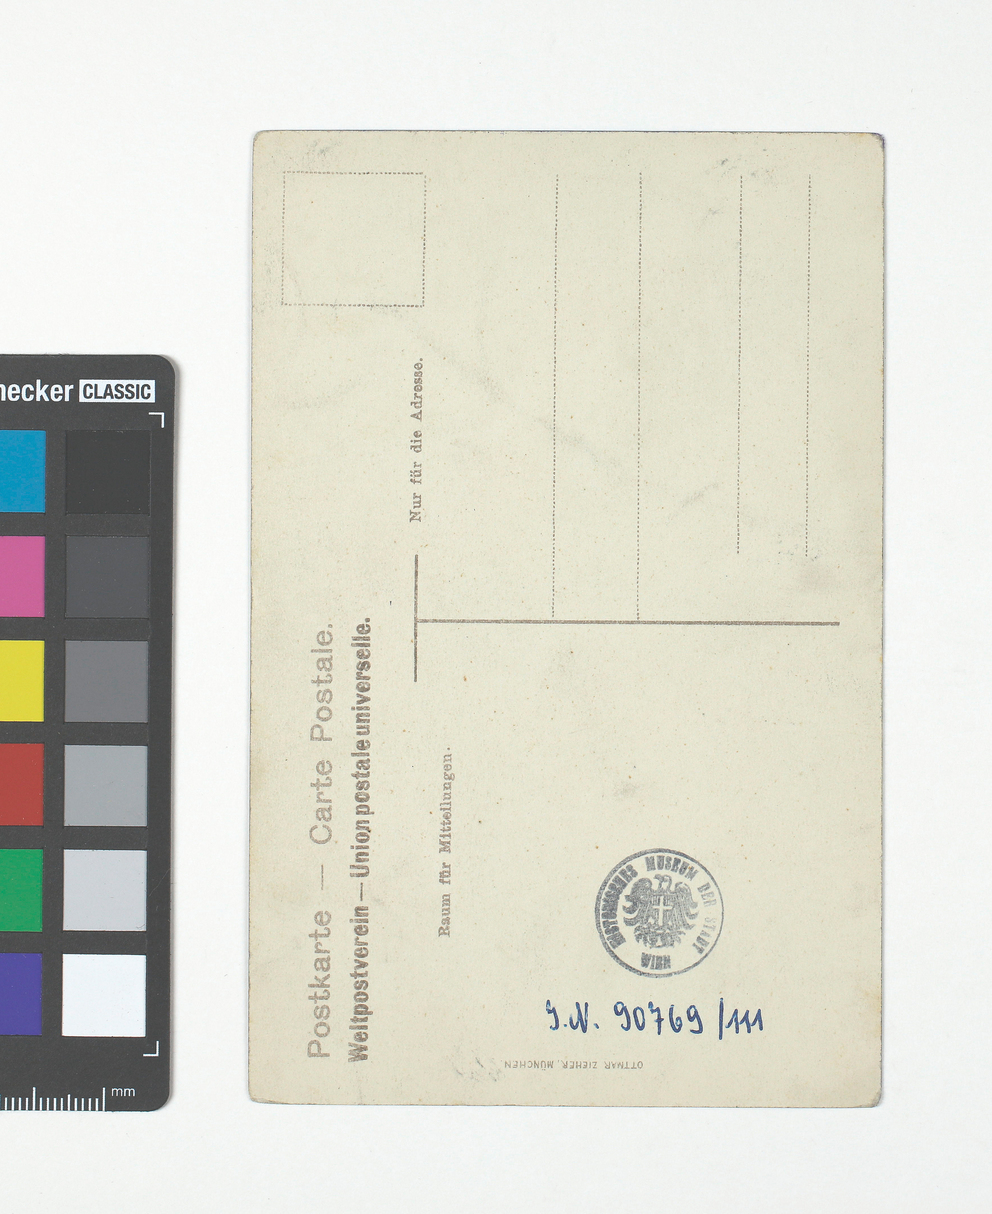 Postkarte — Carte Postale.
Weltpostverein — Union postale universelle.
Nur für die Adresse.
Raum für Mitteilungen.
HISTORISCHES MUSEUM DER STADT
WIEN
J.N. 90769/111
OTTMAR ZIEHER, MÜNCHEN
necker CLASSIC
mm